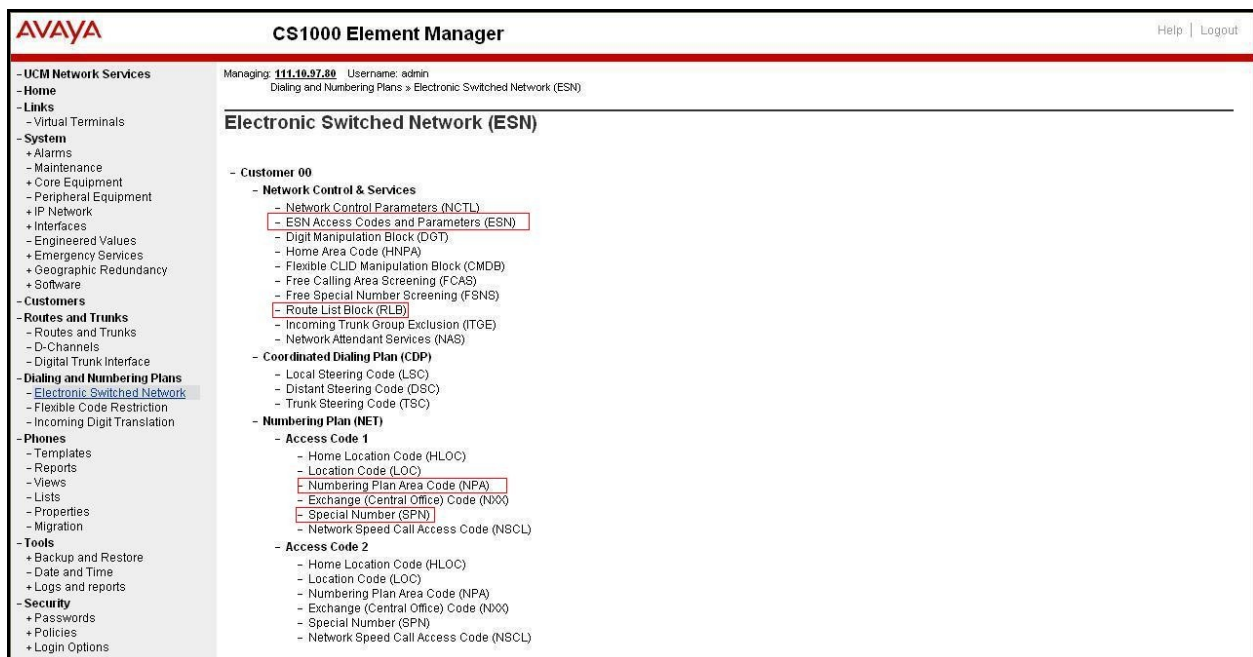 AVAYA
CS1000 Element Manager
Help | Logout
- UCM Network Services
- Home
- Links
- Virtual Terminals
- System
+ Alarms
- Maintenance
+ Core Equipment
- Peripheral Equipment
+ IP Network
+ Interfaces
- Engineered Values
+ Emergency Services
+ Geographic Redundancy
+ Software
- Customers
- Routes and Trunks
- Routes and Trunks
- D-Channels
- Digital Trunk Interface
- Dialing and Numbering Plans
- Electronic Switched Network
- Flexible Code Restriction
- Incoming Digit Translation
- Phones
- Templates
- Reports
- Views
- Lists
- Properties
- Migration
- Tools
+ Backup and Restore
- Date and Time
+ Logs and reports
- Security
+ Passwords
+ Policies
+ Login Options
Managing: 111.10.97.80 Username: admin
Dialing and Numbering Plans » Electronic Switched Network (ESN)
Electronic Switched Network (ESN)
- Customer 00
- Network Control & Services
- Network Control Parameters (NCTL)
- ESN Access Codes and Parameters (ESN)
- Digit Manipulation Block (DGT)
- Home Area Code (HNPA)
- Flexible CLID Manipulation Block (CMDB)
- Free Calling Area Screening (FCAS)
- Free Special Number Screening (FSNS)
- Route List Block (RLB)
- Incoming Trunk Group Exclusion (ITGE)
- Network Attendant Services (NAS)
- Coordinated Dialing Plan (CDP)
- Local Steering Code (LSC)
- Distant Steering Code (DSC)
- Trunk Steering Code (TSC)
- Numbering Plan (NET)
- Access Code 1
- Home Location Code (HLOC)
- Location Code (LOC)
- Numbering Plan Area Code (NPA)
- Exchange (Central Office) Code (NXX)
- Special Number (SPN)
- Network Speed Call Access Code (NSCL)
- Access Code 2
- Home Location Code (HLOC)
- Location Code (LOC)
- Numbering Plan Area Code (NPA)
- Exchange (Central Office) Code (NXX)
- Special Number (SPN)
- Network Speed Call Access Code (NSCL)